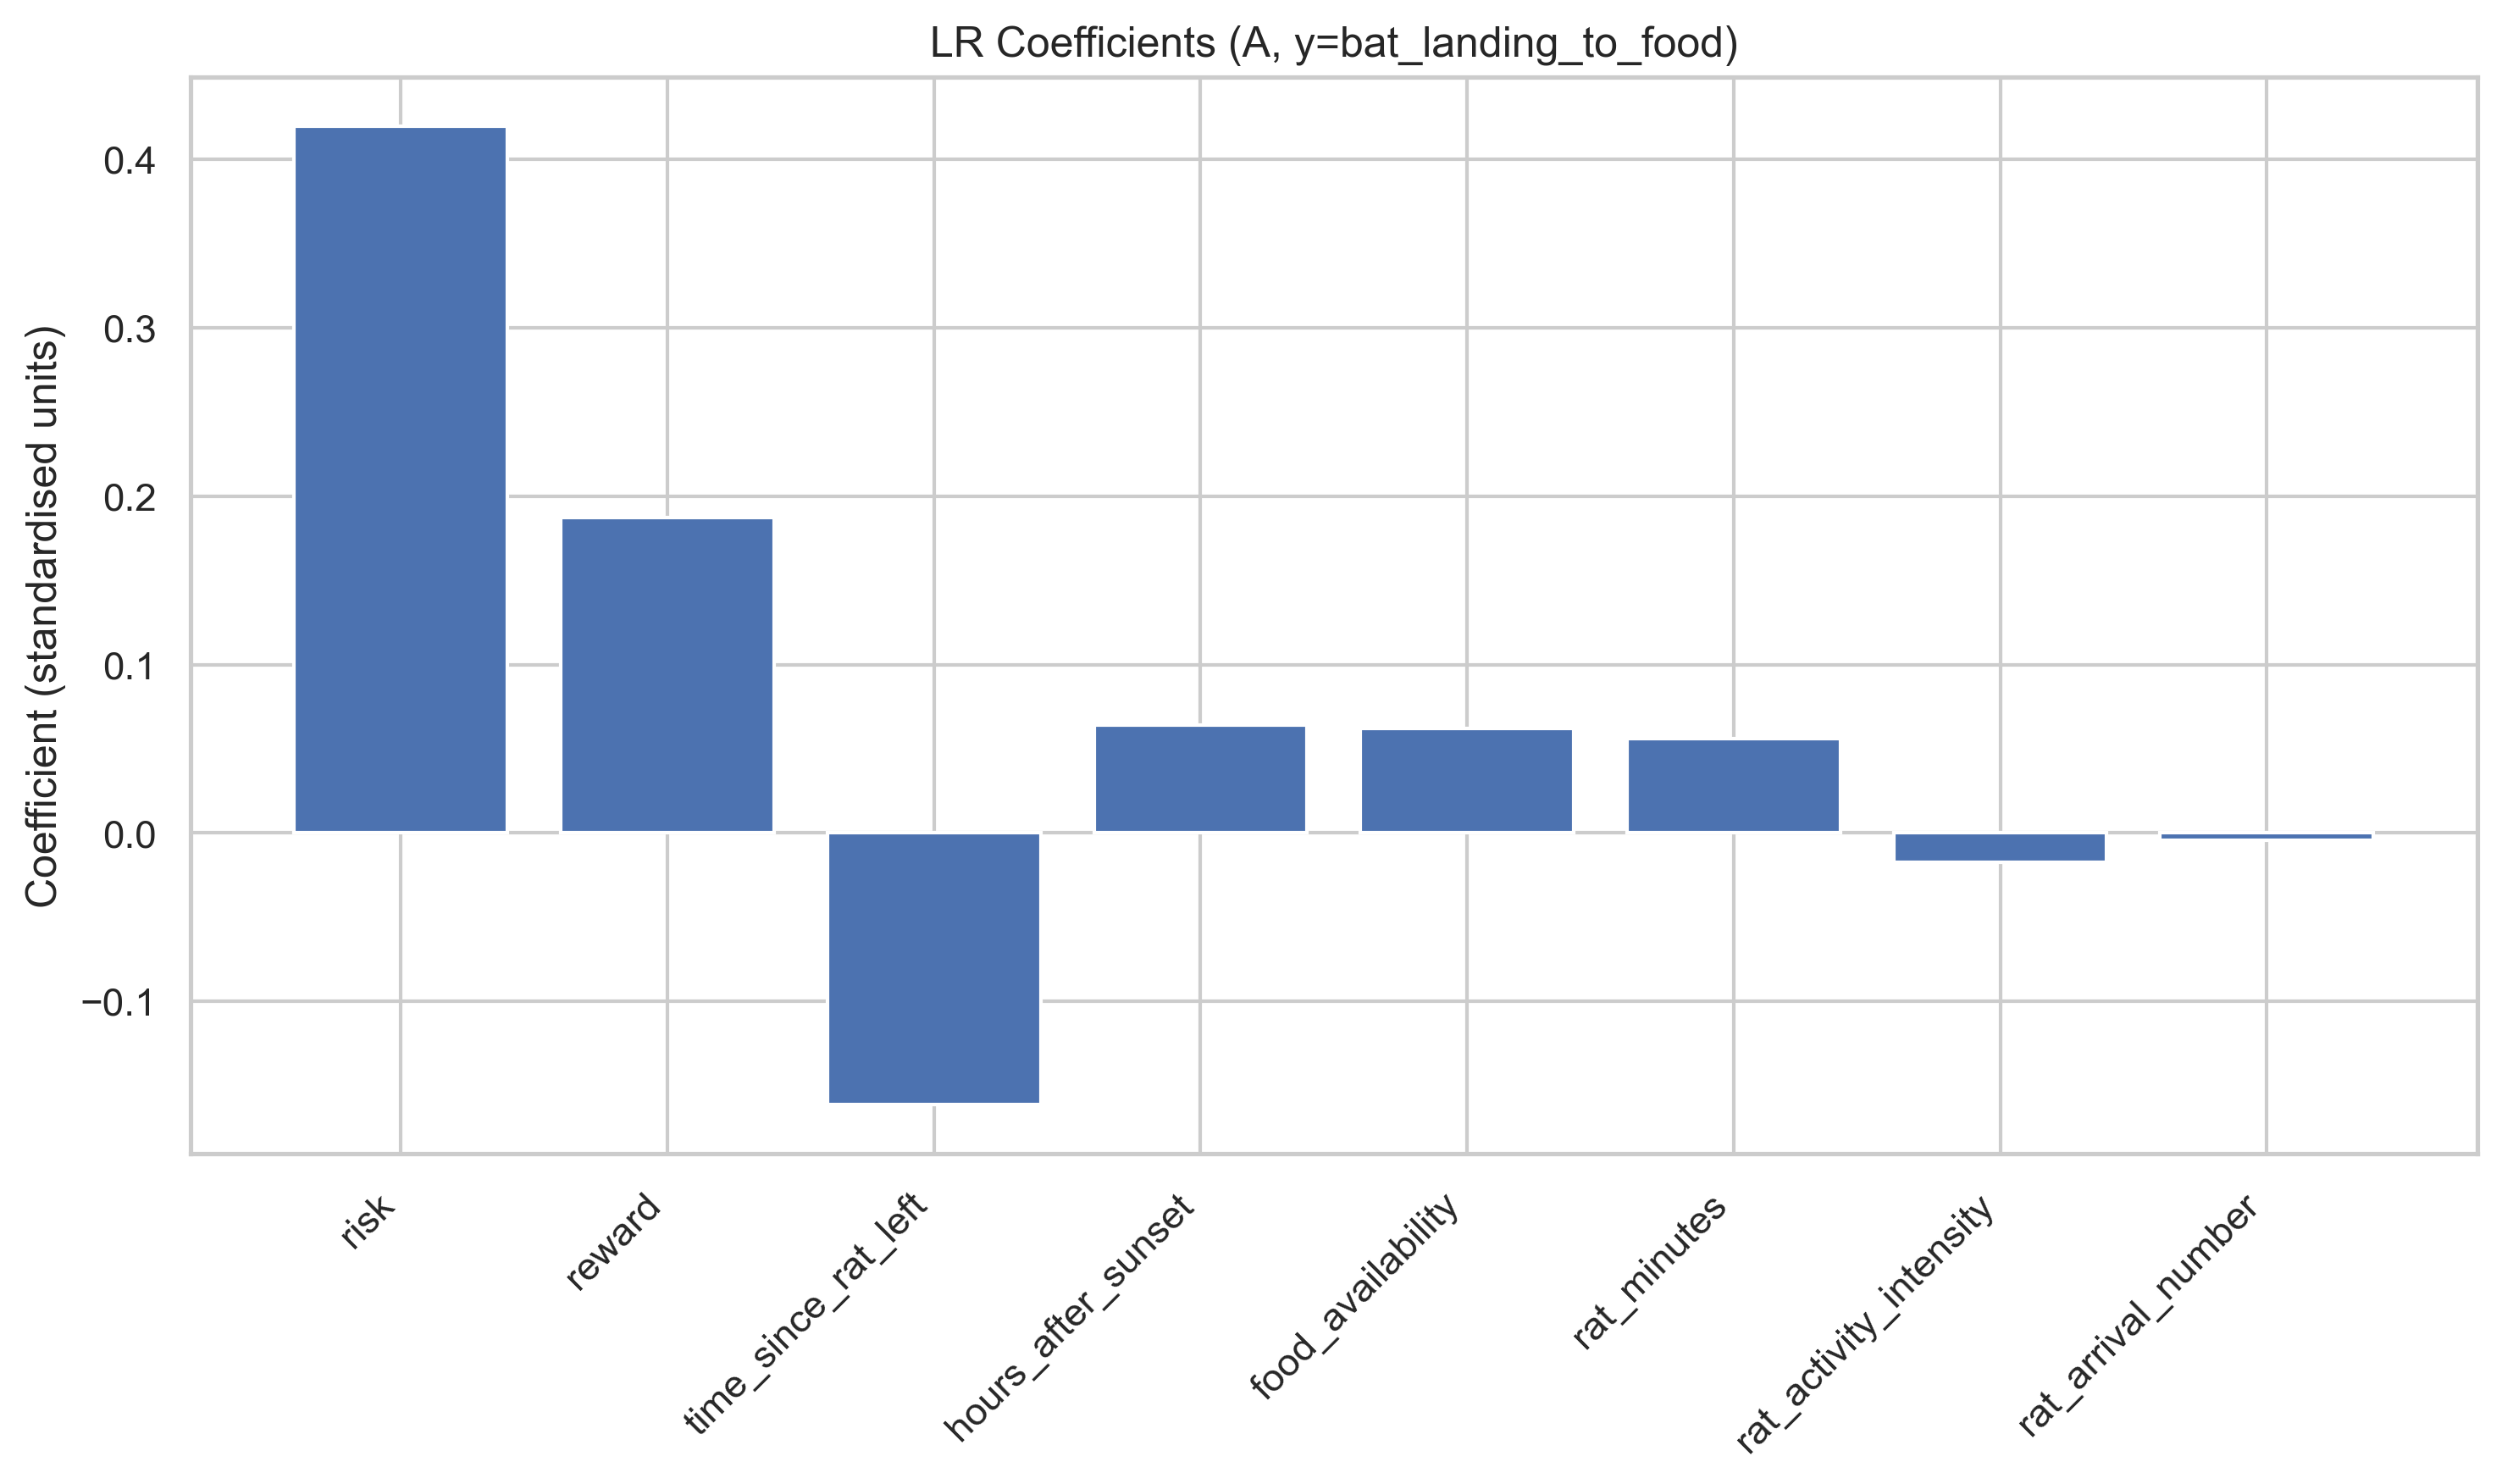 LR Coefficients (A, y=bat_landing_to_food)
Coefficient (standardised units)
0.4
0.3
0.2
0.1
0.0
−0.1
risk
reward
time_since_rat_left
hours_after_sunset
food_availability
rat_minutes
rat_activity_intensity
rat_arrival_number